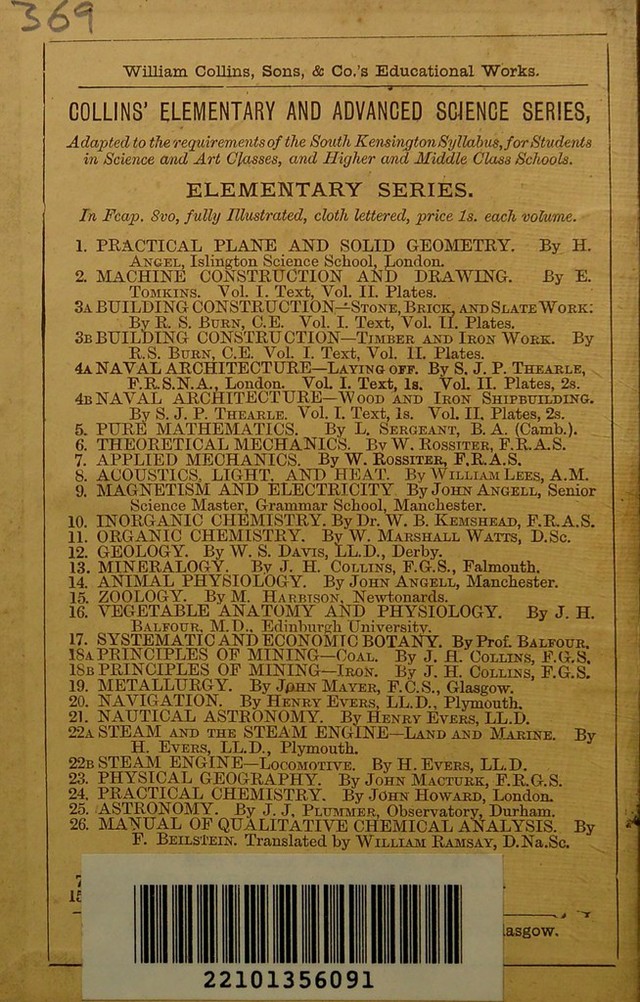 369
William Collins, Sons, & Co.'s Educational Works.
COLLINS' ELEMENTARY AND ADVANCED SCIENCE SERIES,
Adapted to the requirements of the South Kensington Syllabus, for Students
in Science and Art Classes, and Higher and Middle Class Schools.
ELEMENTARY SERIES.
In Fcap. 8vo, fully Illustrated, cloth lettered, price 1s. each volume.
1. PRACTICAL PLANE AND SOLID GEOMETRY. By H.
ANGEL, Islington Science School, London.
2. MACHINE CONSTRUCTION AND DRAWING. By E.
TOMKINS. Vol. I. Text, Vol. II. Plates.
3A BUILDING CONSTRUCTION—STONE, BRICK, AND SLATE WORK.
By R. S. BURN, C.E. Vol. I. Text, Vol. II. Plates.
3B BUILDING CONSTRUCTION—TIMBER AND IRON WORK. By
R.S. BURN, C.E. Vol. I. Text, Vol. II. Plates.
4A NAVAL ARCHITECTURE—LAYING OFF. By S. J. P. THEARLE,
F.R.S.N.A., London. Vol. I. Text, 1s. Vol. II. Plates, 2s.
4B NAVAL ARCHITECTURE—WOOD AND IRON SHIPBUILDING.
By S. J. P. THEARLE. Vol. I. Text, 1s. Vol. II. Plates, 2s.
5. PURE MATHEMATICS. By L. SERGEANT, B.A. (Camb.).
6. THEORETICAL MECHANICS. By W. ROSSITER, F.R.A.S.
7. APPLIED MECHANICS. By W. ROSSITER, F.R.A.S.
8. ACOUSTICS, LIGHT, AND HEAT. By WILLIAM LEES, A.M.
9. MAGNETISM AND ELECTRICITY By JOHN ANGELL, Senior
Science Master, Grammar School, Manchester.
10. INORGANIC CHEMISTRY. By Dr. W. B. KEMSHEAD, F.R.A.S.
11. ORGANIC CHEMISTRY. By W. MARSHALL WATTS, D.Sc.
12. GEOLOGY. By W. S. DAVIS, LL.D., Derby.
13. MINERALOGY. By J. H. COLLINS, F.G.S., Falmouth.
14. ANIMAL PHYSIOLOGY. By JOHN ANGELL, Manchester.
15. ZOOLOGY. By M. HARBISON, Newtonards.
16. VEGETABLE ANATOMY AND PHYSIOLOGY. By J. H.
BALFOUR, M.D., Edinburgh University.
17. SYSTEMATIC AND ECONOMIC BOTANY. By Prof. BALFOUR.
18A PRINCIPLES OF MINING—COAL. By J. H. COLLINS, F.G.S.
18B PRINCIPLES OF MINING—IRON. By J. H. COLLINS, F.G.S.
19. METALLURGY. By JOHN MAYER, F.C.S., Glasgow.
20. NAVIGATION. By HENRY EVERS, LL.D., Plymouth.
21. NAUTICAL ASTRONOMY. By HENRY EVERS, LL.D.
22A STEAM AND THE STEAM ENGINE—LAND AND MARINE. By
H. EVERS, LL.D., Plymouth.
22B STEAM ENGINE—LOCOMOTIVE. By H. EVERS, LL.D.
23. PHYSICAL GEOGRAPHY. By JOHN MACTURK, F.R.G.S.
24. PRACTICAL CHEMISTRY. By JOHN HOWARD, London.
25. ASTRONOMY. By J. J. PLUMMER, Observatory, Durham.
26. MANUAL OF QUALITATIVE CHEMICAL ANALYSIS. By
F. BEILSTEIN. Translated by WILLIAM RAMSAY, D.Na.Sc.
lasgow.
22101356091